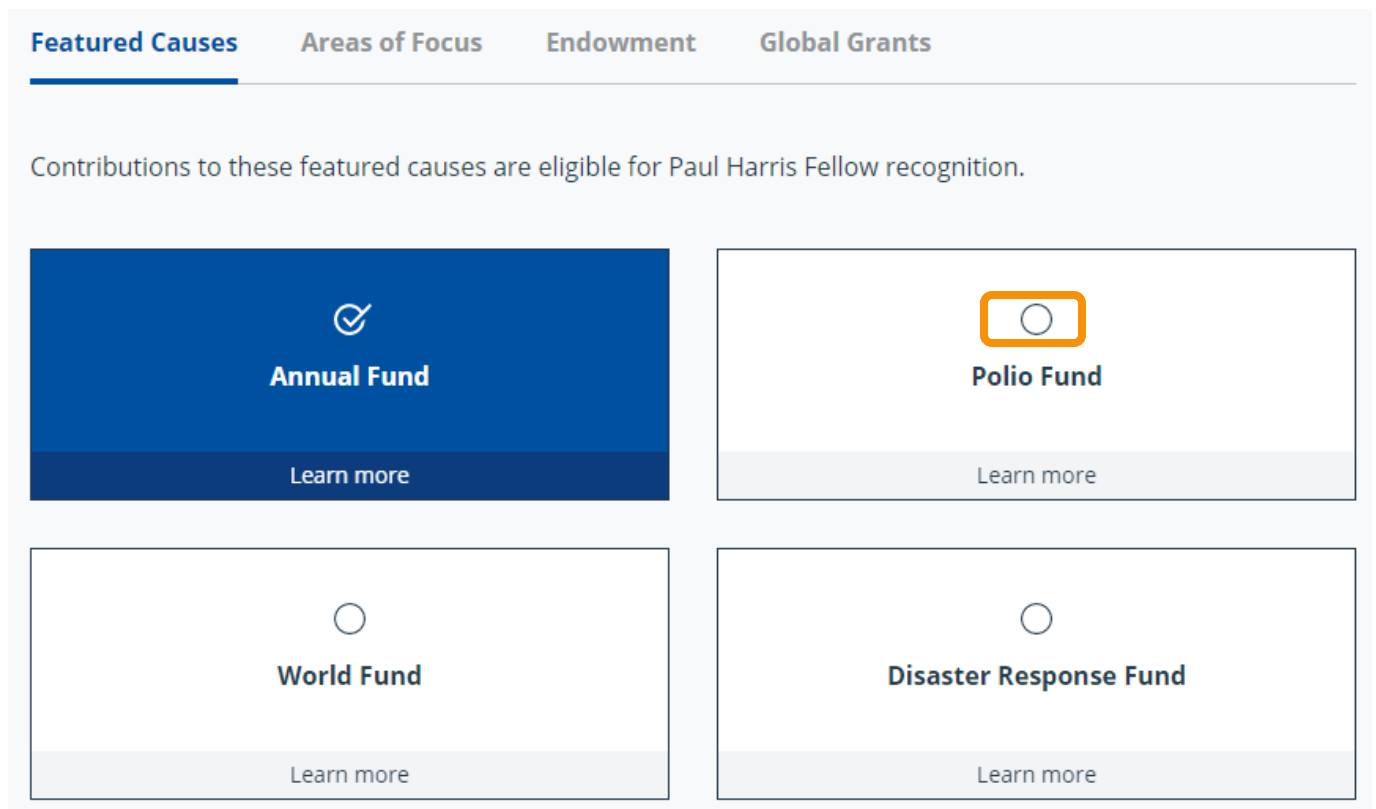 Featured Causes Areas of Focus Endowment Global Grants
Contributions to these featured causes are eligible for Paul Harris Fellow recognition.
Annual Fund
Learn more
Polio Fund
Learn more
World Fund
Learn more
Disaster Response Fund
Learn more